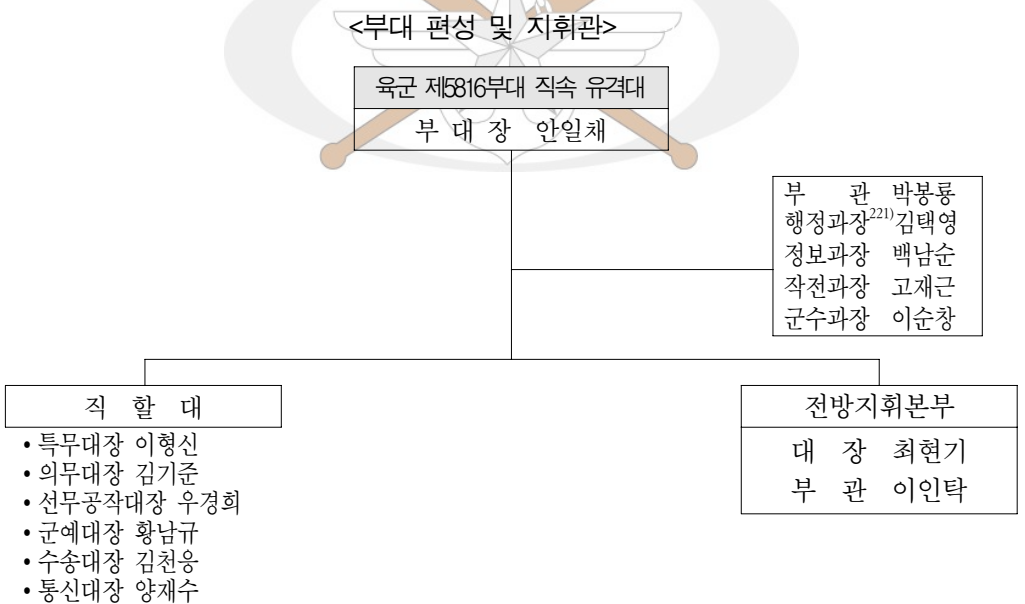 <부대 편성 및 지휘관>
육군 제5816부대 직속 유격대
부 대 장 안일채
부 관 박봉룡
행정과장221)김택영
정보과장 백남순
작전과장 고재근
군수과장 이순창
직 할 대
• 특무대장 이형신
• 의무대장 김기준
• 선무공작대장 우경희
• 군예대장 황남규
• 수송대장 김천응
• 통신대장 양재수
전방지휘본부
대 장 최현기
부 관 이인탁